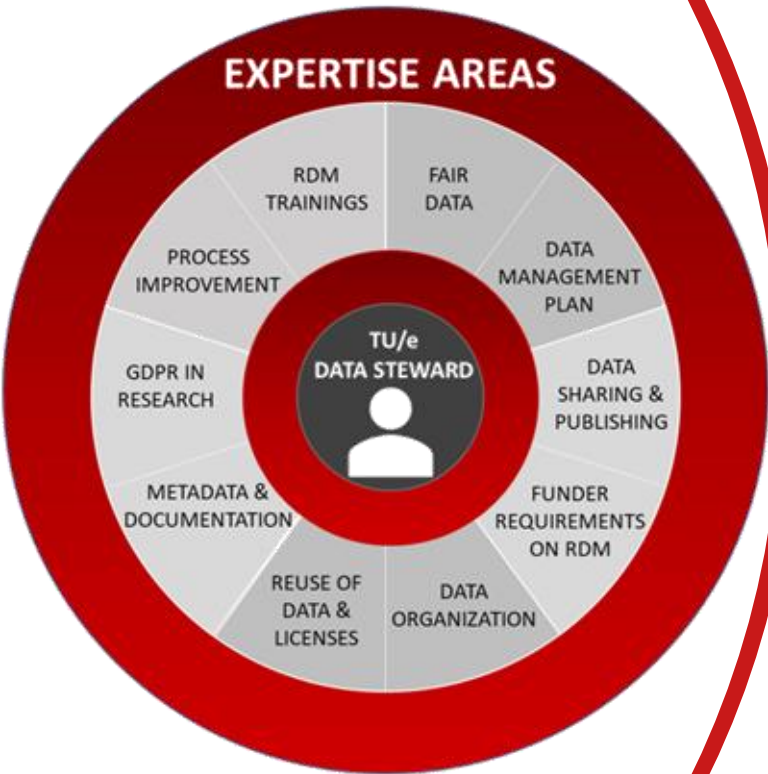 EXPERTISE AREAS
RDM
TRAININGS
FAIR
DATA
PROCESS
IMPROVEMENT
DATA
MANAGEMENT
PLAN
TU/e
DATA STEWARD
GDPR IN
RESEARCH
DATA
SHARING &
PUBLISHING
METADATA &
DOCUMENTATION
FUNDER
REQUIREMENTS
ON RDM
REUSE OF
DATA &
LICENSES
DATA
ORGANIZATION